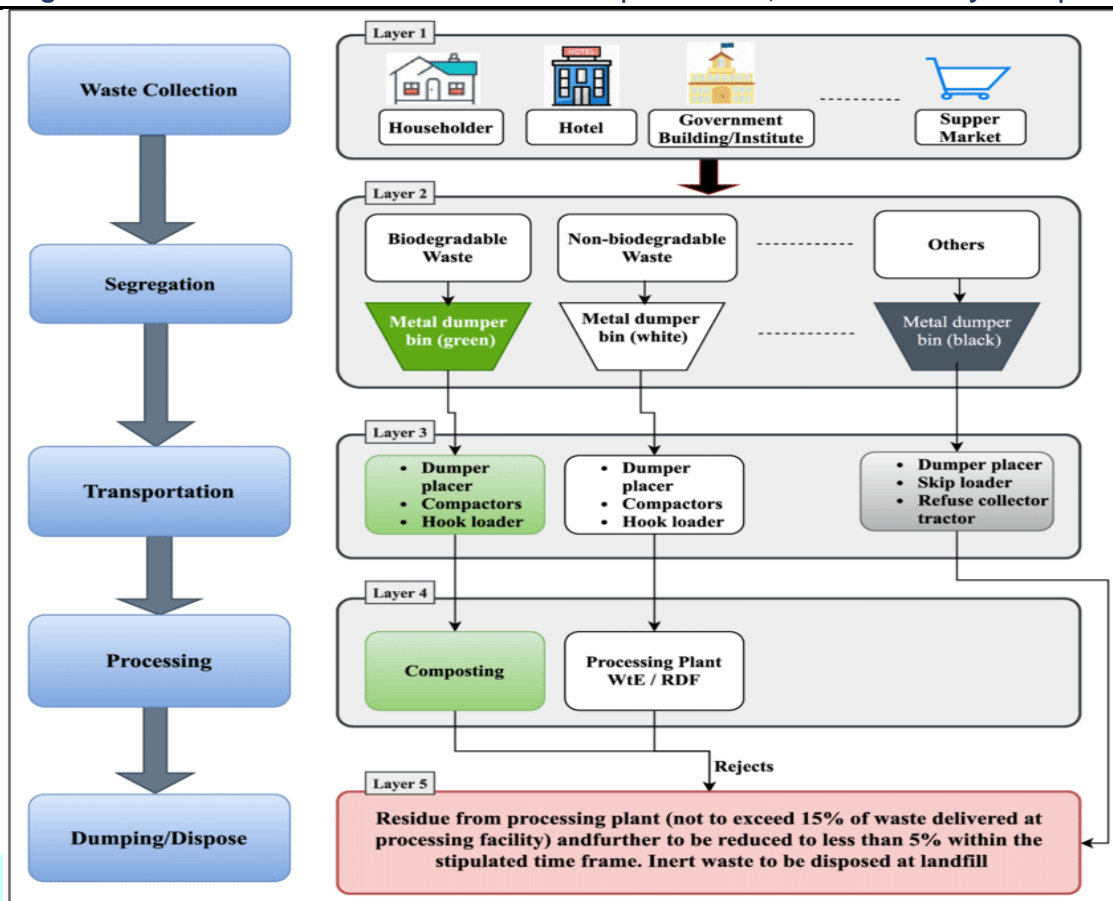 Waste Collection
Segregation
Transportation
Processing
Dumping/Dispose
Layer 1
HOTEL
Householder
Hotel
Government
Building/Institute
Supper
Market
Layer 2
Biodegradable
Waste
Non-biodegradable
Waste
Others
Metal dumper
bin (green)
Metal dumper
bin (white)
Metal dumper
bin (black)
Layer 3
• Dumper
placer
• Compactors
• Hook loader
• Dumper
placer
• Compactors
• Hook loader
• Dumper placer
• Skip loader
• Refuse collector
tractor
Layer 4
Composting
Processing Plant
WtE / RDF
Rejects
Layer 5
Residue from processing plant (not to exceed 15% of waste delivered at
processing facility) andfurther to be reduced to less than 5% within the
stipulated time frame. Inert waste to be disposed at landfill